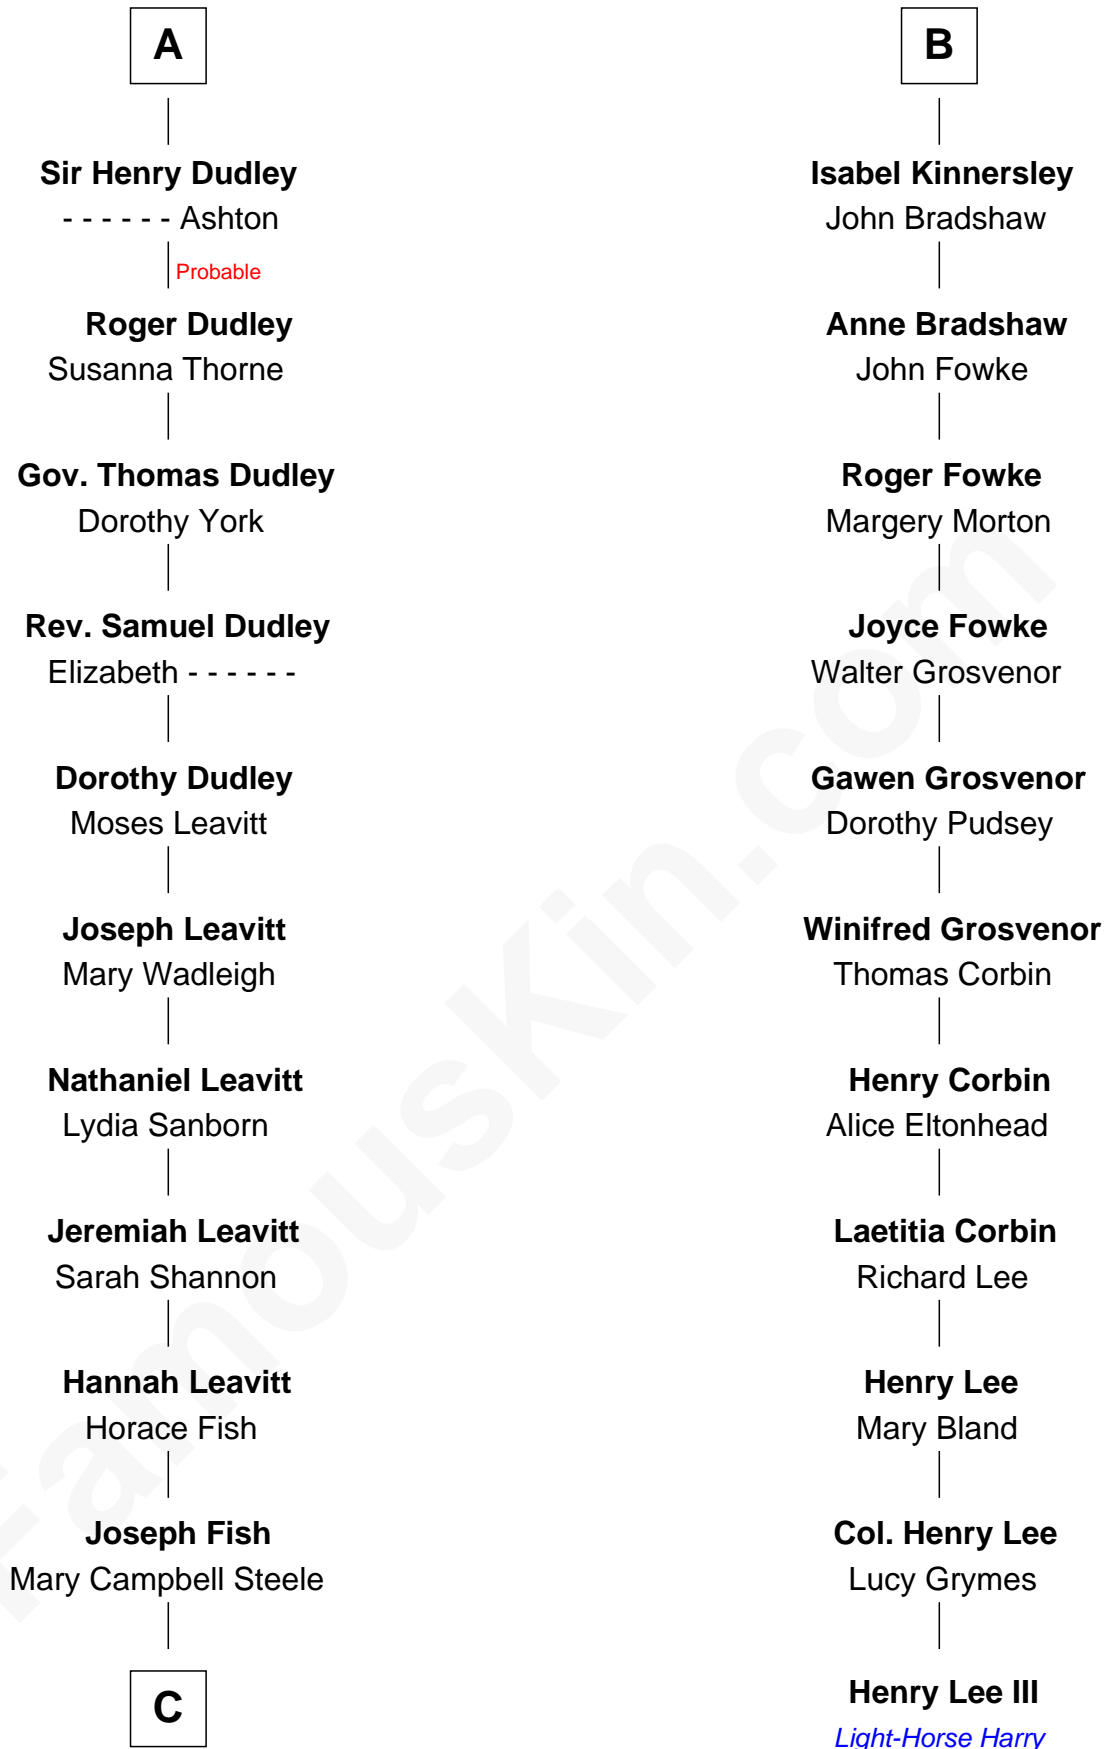 A
Sir Henry Dudley
- - - - - - Ashton
Probable
Roger Dudley
Susanna Thorne
Gov. Thomas Dudley
Dorothy York
Rev. Samuel Dudley
Elizabeth - - - - - -
Dorothy Dudley
Moses Leavitt
Joseph Leavitt
Mary Wadleigh
Nathaniel Leavitt
Lydia Sanborn
Jeremiah Leavitt
Sarah Shannon
Hannah Leavitt
Horace Fish
Joseph Fish
Mary Campbell Steele
C
B
Isabel Kinnersley
John Bradshaw
Anne Bradshaw
John Fowke
Roger Fowke
Margery Morton
Joyce Fowke
Walter Grosvenor
Gawen Grosvenor
Dorothy Pudsey
Winifred Grosvenor
Thomas Corbin
Henry Corbin
Alice Eltonhead
Laetitia Corbin
Richard Lee
Henry Lee
Mary Bland
Col. Henry Lee
Lucy Grymes
Henry Lee III
Light-Horse Harry
FamousKin.com